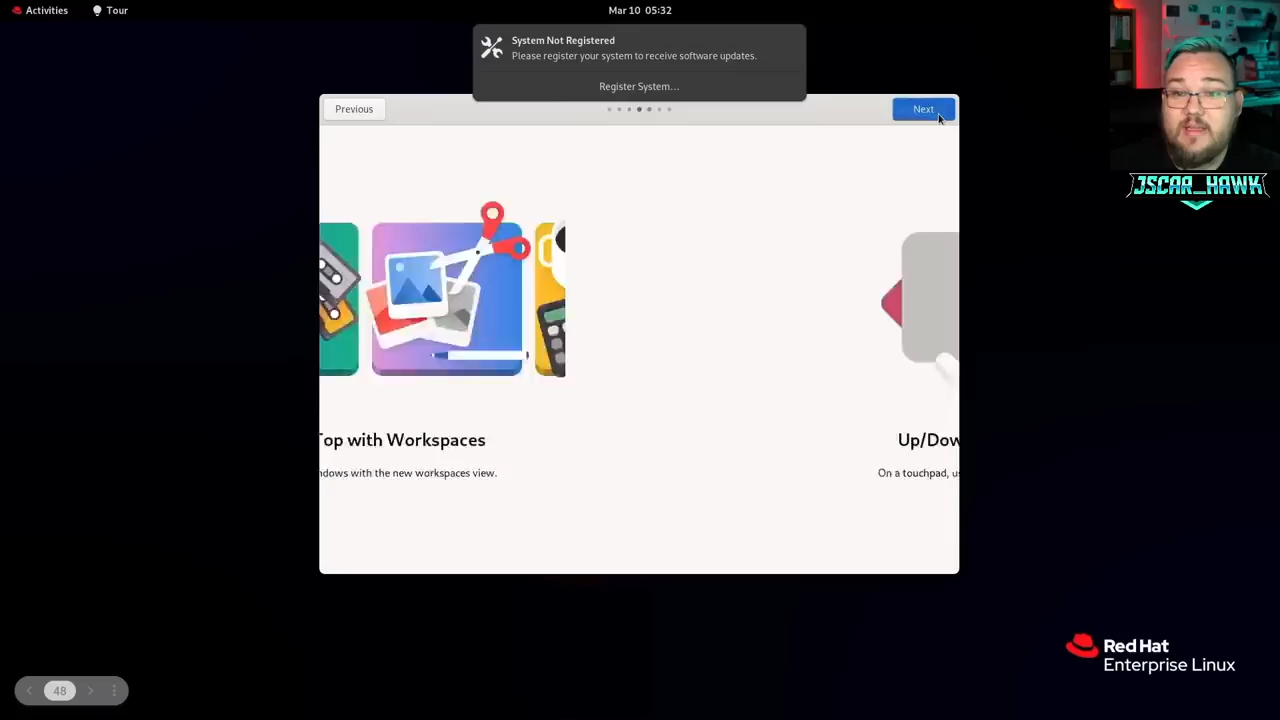 Activities
Tour
Mar 10 05:32
System Not Registered
Please register your system to receive software updates.
Register System...
Previous
Next
JSCAR_HAWK
Top with Workspaces
Up/Dow
ndows with the new workspaces view.
On a touchpad, us
Red Hat
Enterprise Linux
48